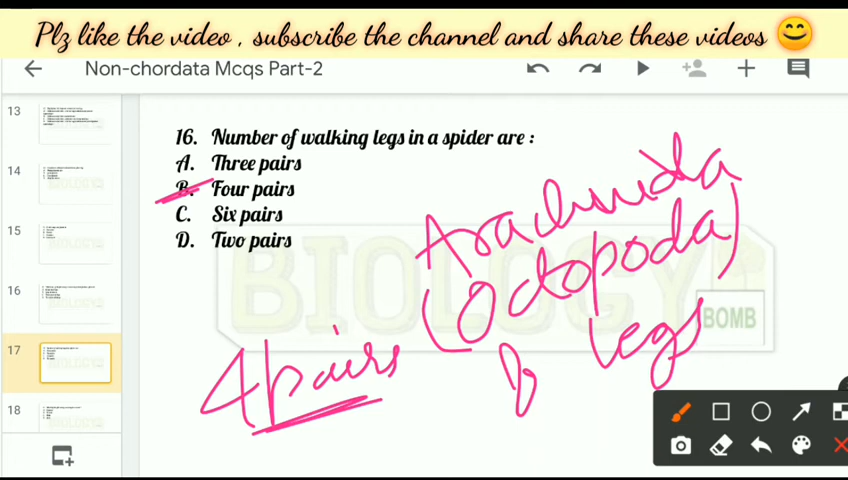 Plz like the video , subscribe the channel and share these videos 😊
Non-chordata Mcqs Part-2
13
14
15
16
17
18
16. Number of walking legs in a spider are :
A. Three pairs
B. Four pairs
C. Six pairs
D. Two pairs
Arachnida
(Octopoda)
8 legs
4 pairs
BIOLOGY
BOMB